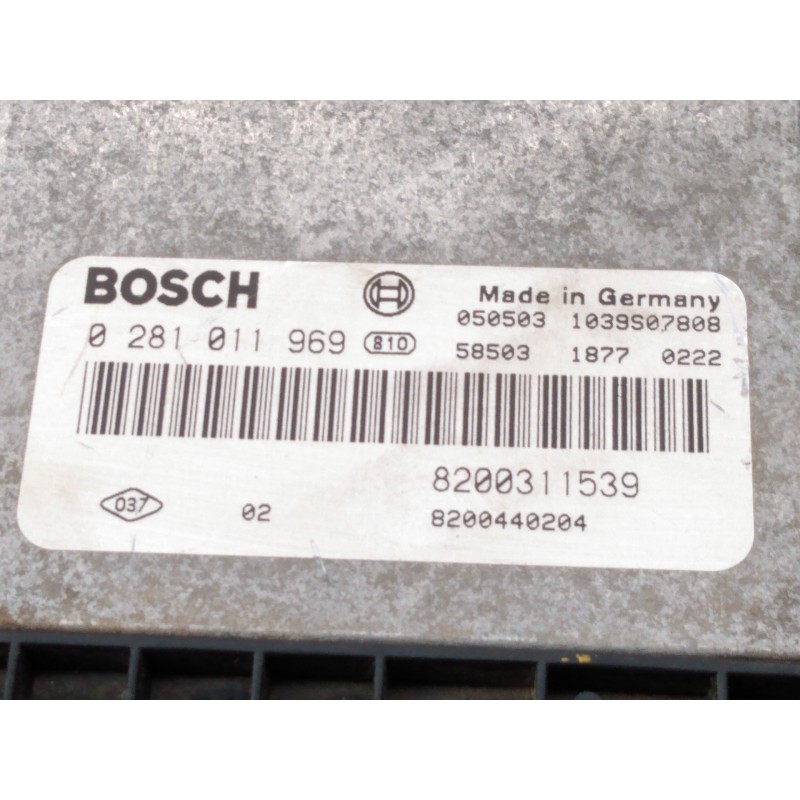 BOSCH
Made in Germany
050503 1039S07808
0 281 011 969 810
58503 1877 0222
8200311539
037 02
8200440204